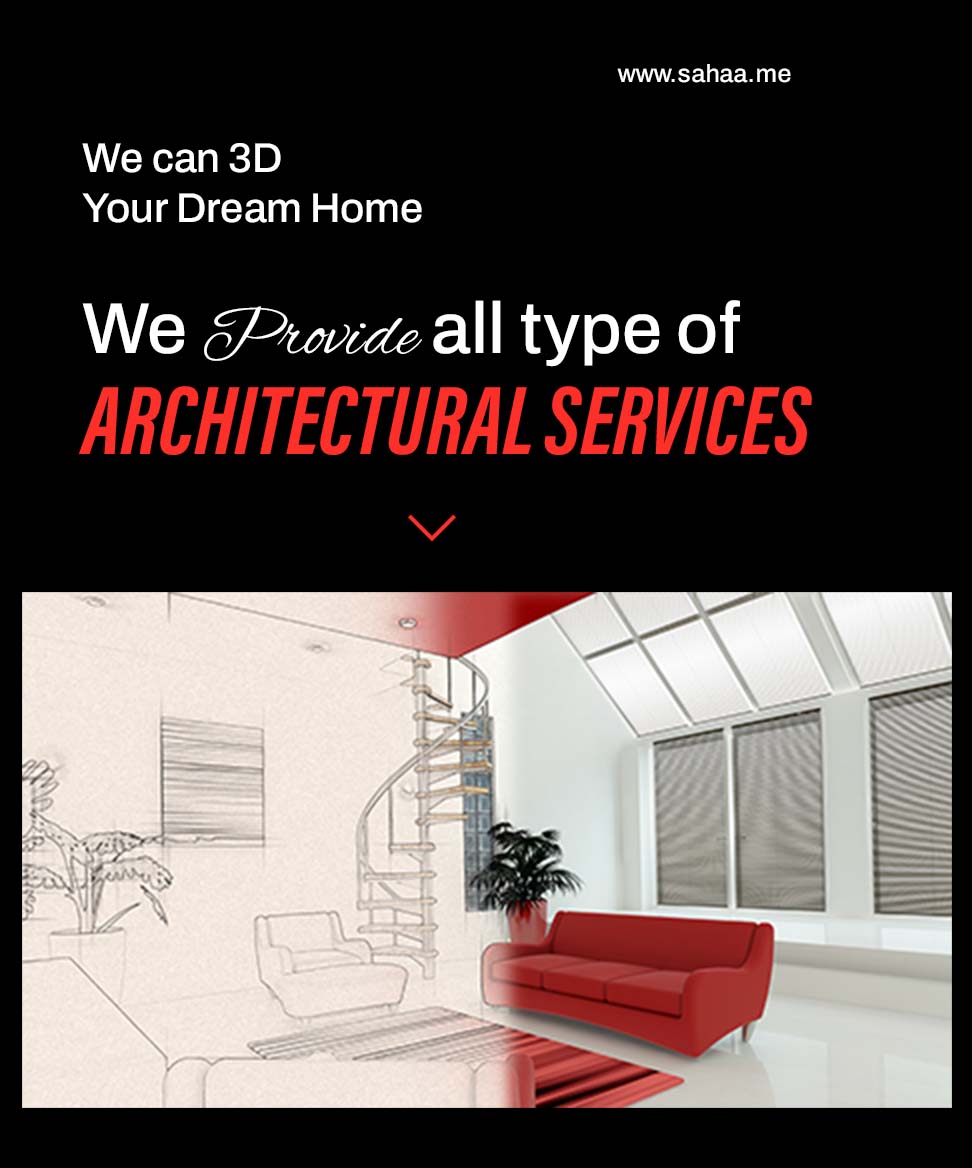 www.sahaa.me
We can 3D
Your Dream Home
We Provide all type of
ARCHITECTURAL SERVICES